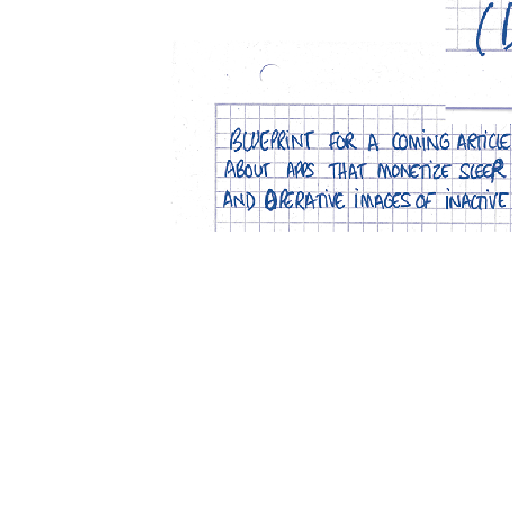 BLUEPRINT FOR A COMING ARTICLE
ABOUT APPS THAT MONETIZE SLEEP
AND OPERATIVE IMAGES OF INACTIVE